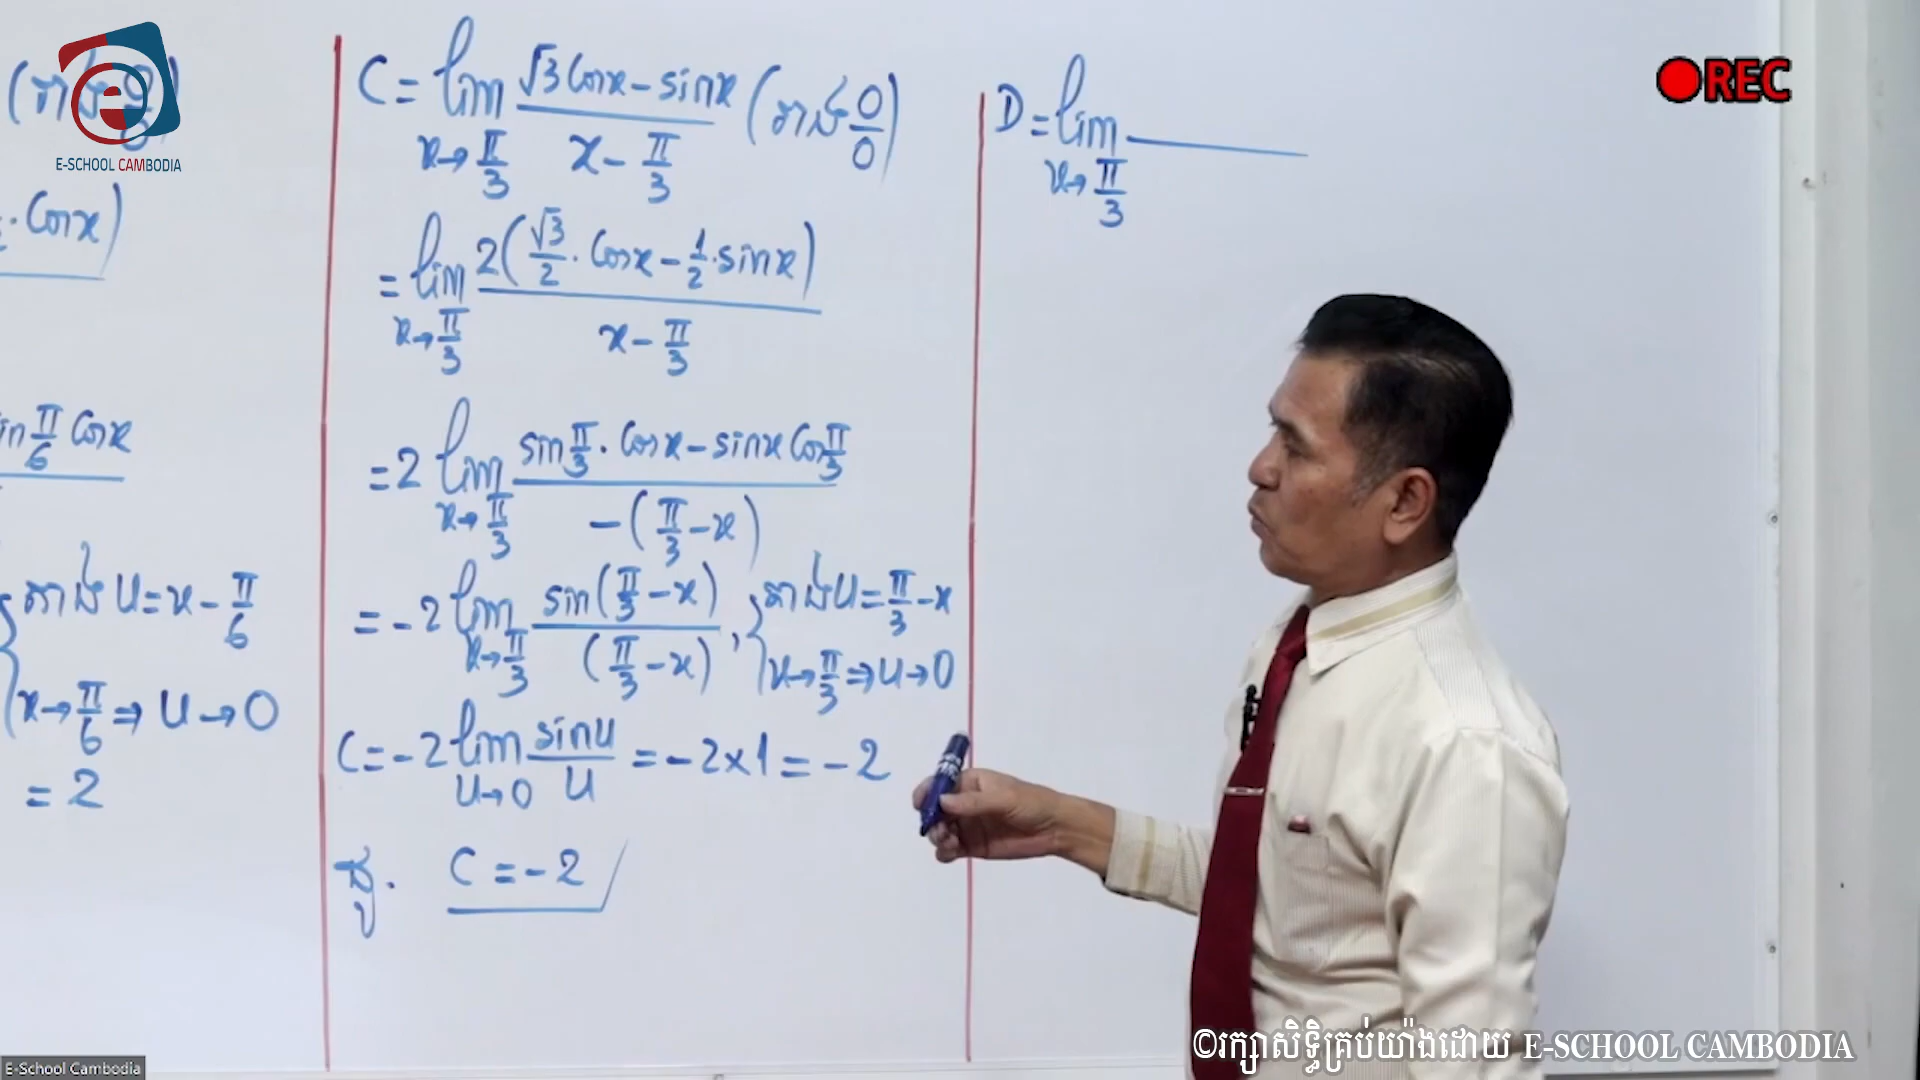 E-SCHOOL CAMBODIA
. Cosx)
in π/6 Cosx
តាង U = x - π/6
x → π/6 ⇒ U → 0
= 2
C = lim x→π/3 (√3 Cosx - sinx)/(x - π/3) (រាង 0/0)
= lim x→π/3 2(√3/2 . Cosx - 1/2 . sinx)/(x - π/3)
= 2 lim x→π/3 (sin π/3 . Cosx - sinx Cos π/3)/(-(π/3 - x))
= -2 lim x→π/3 sin(π/3 - x)/(π/3 - x) , { តាង U = π/3 - x
x → π/3 ⇒ U → 0
C = -2 lim U→0 sinU/U = -2 × 1 = -2
ដូ. C = -2
D = lim x→π/3
REC
©រក្សាសិទ្ធិគ្រប់យ៉ាងដោយ E-SCHOOL CAMBODIA
E-School Cambodia